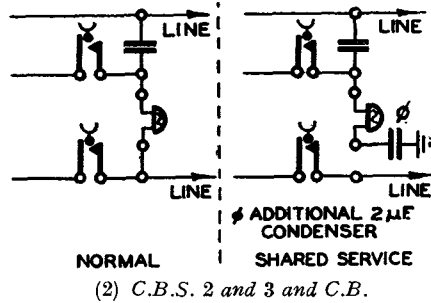 LINE LINE
LINE LINE
φ
φ ADDITIONAL 2µF
CONDENSER
NORMAL SHARED SERVICE
(2) C.B.S. 2 and 3 and C.B.